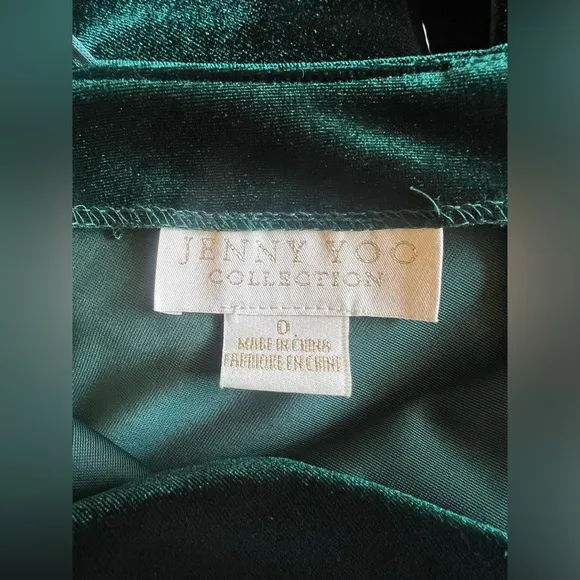 JENNY YOO
COLLECTION
0
MADE IN CHINA
FABRIQUE EN CHINE